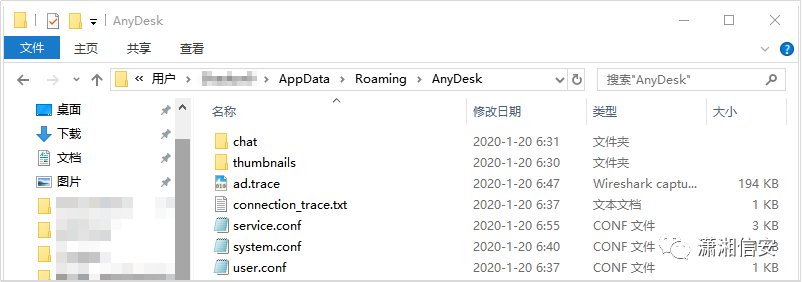 AnyDesk
文件 主页 共享 查看
« 用户 AppData Roaming AnyDesk 搜索"AnyDesk"
名称 修改日期 类型 大小
桌面
下载
文档
图片
chat 2020-1-20 6:31 文件夹
thumbnails 2020-1-20 6:30 文件夹
ad.trace 2020-1-20 6:47 Wireshark captu... 194 KB
connection_trace.txt 2020-1-20 6:37 文本文档 1 KB
service.conf 2020-1-20 6:55 CONF 文件 3 KB
system.conf 2020-1-20 6:40 CONF 文件
user.conf 2020-1-20 6:37 CONF 文件 1 KB
潇湘信安